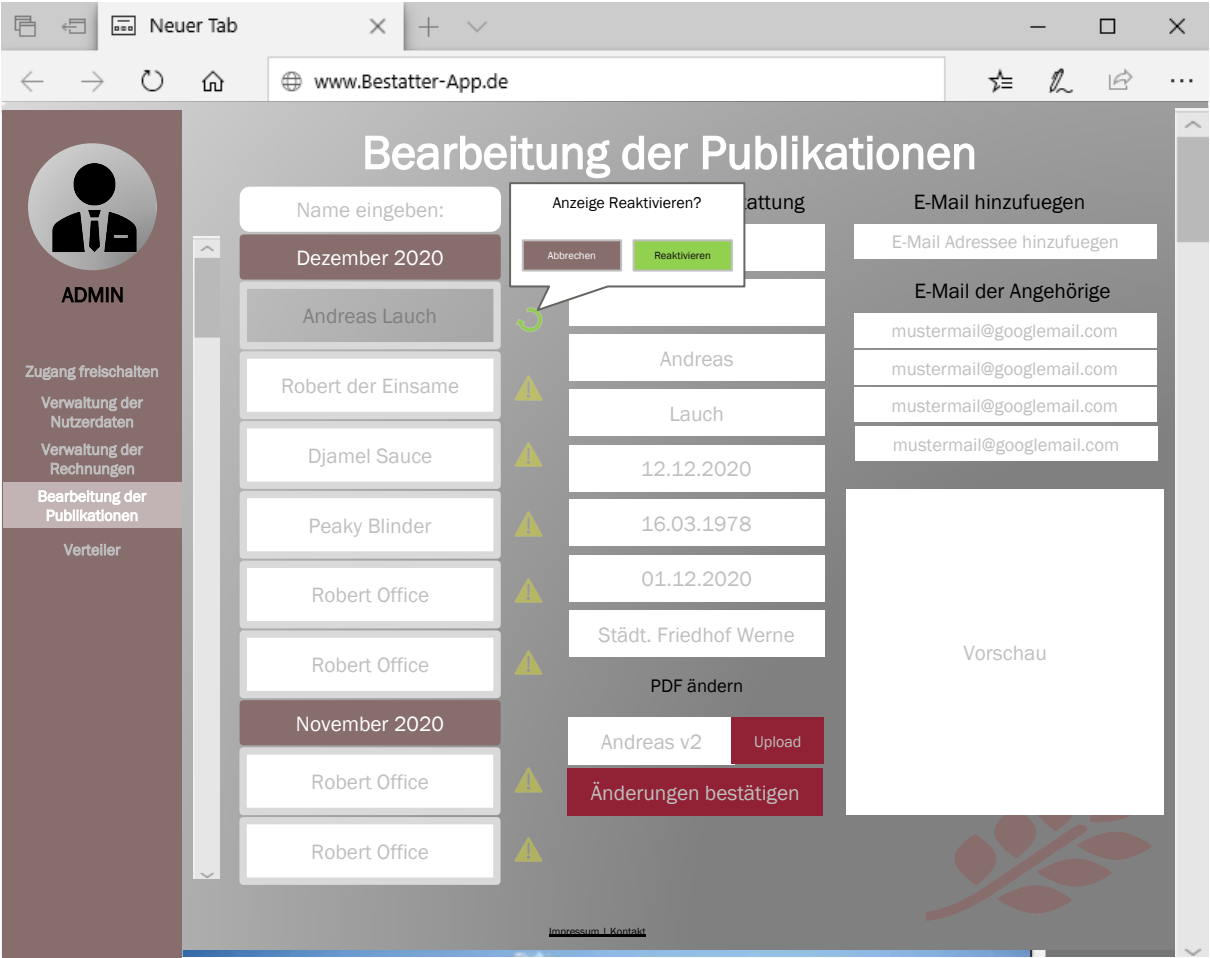 Neuer Tab
www.Bestatter-App.de
ADMIN
Zugang freischalten
Verwaltung der
Nutzerdaten
Verwaltung der
Rechnungen
Bearbeitung der
Publikationen
Verteiler
Bearbeitung der Publikationen
Name eingeben:
Dezember 2020
Andreas Lauch
Robert der Einsame
Djamel Sauce
Peaky Blinder
Robert Office
Robert Office
November 2020
Robert Office
Robert Office
Anzeige Reaktivieren?
Abbrechen
Reaktivieren
Andreas
Lauch
12.12.2020
16.03.1978
01.12.2020
Städt. Friedhof Werne
PDF ändern
Andreas v2
Upload
Änderungen bestätigen
E-Mail hinzufuegen
E-Mail Adressee hinzufuegen
E-Mail der Angehörige
mustermail@googlemail.com
mustermail@googlemail.com
mustermail@googlemail.com
mustermail@googlemail.com
Vorschau
Impressum | Kontakt